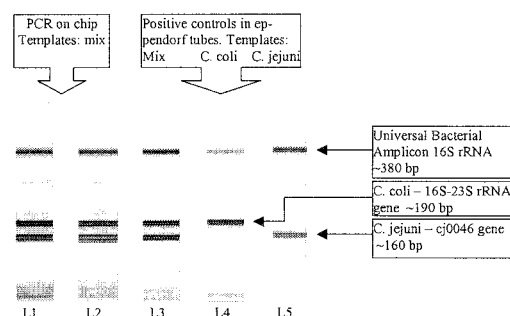 PCR on chip
Templates: mix
Positive controls in ep-
pendorf tubes. Templates:
Mix C. coli C. jejuni
Universal Bacterial
Amplicon 16S rRNA
~380 bp
C. coli – 16S-23S rRNA
gene ~190 bp
C. jejuni – cj0046 gene
~160 bp
L1 L2 L3 L4 L5